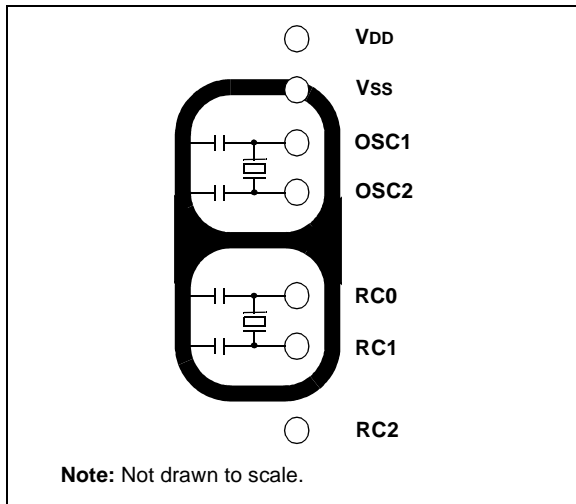 VDD
VSS
OSC1
OSC2
RC0
RC1
RC2
Note: Not drawn to scale.